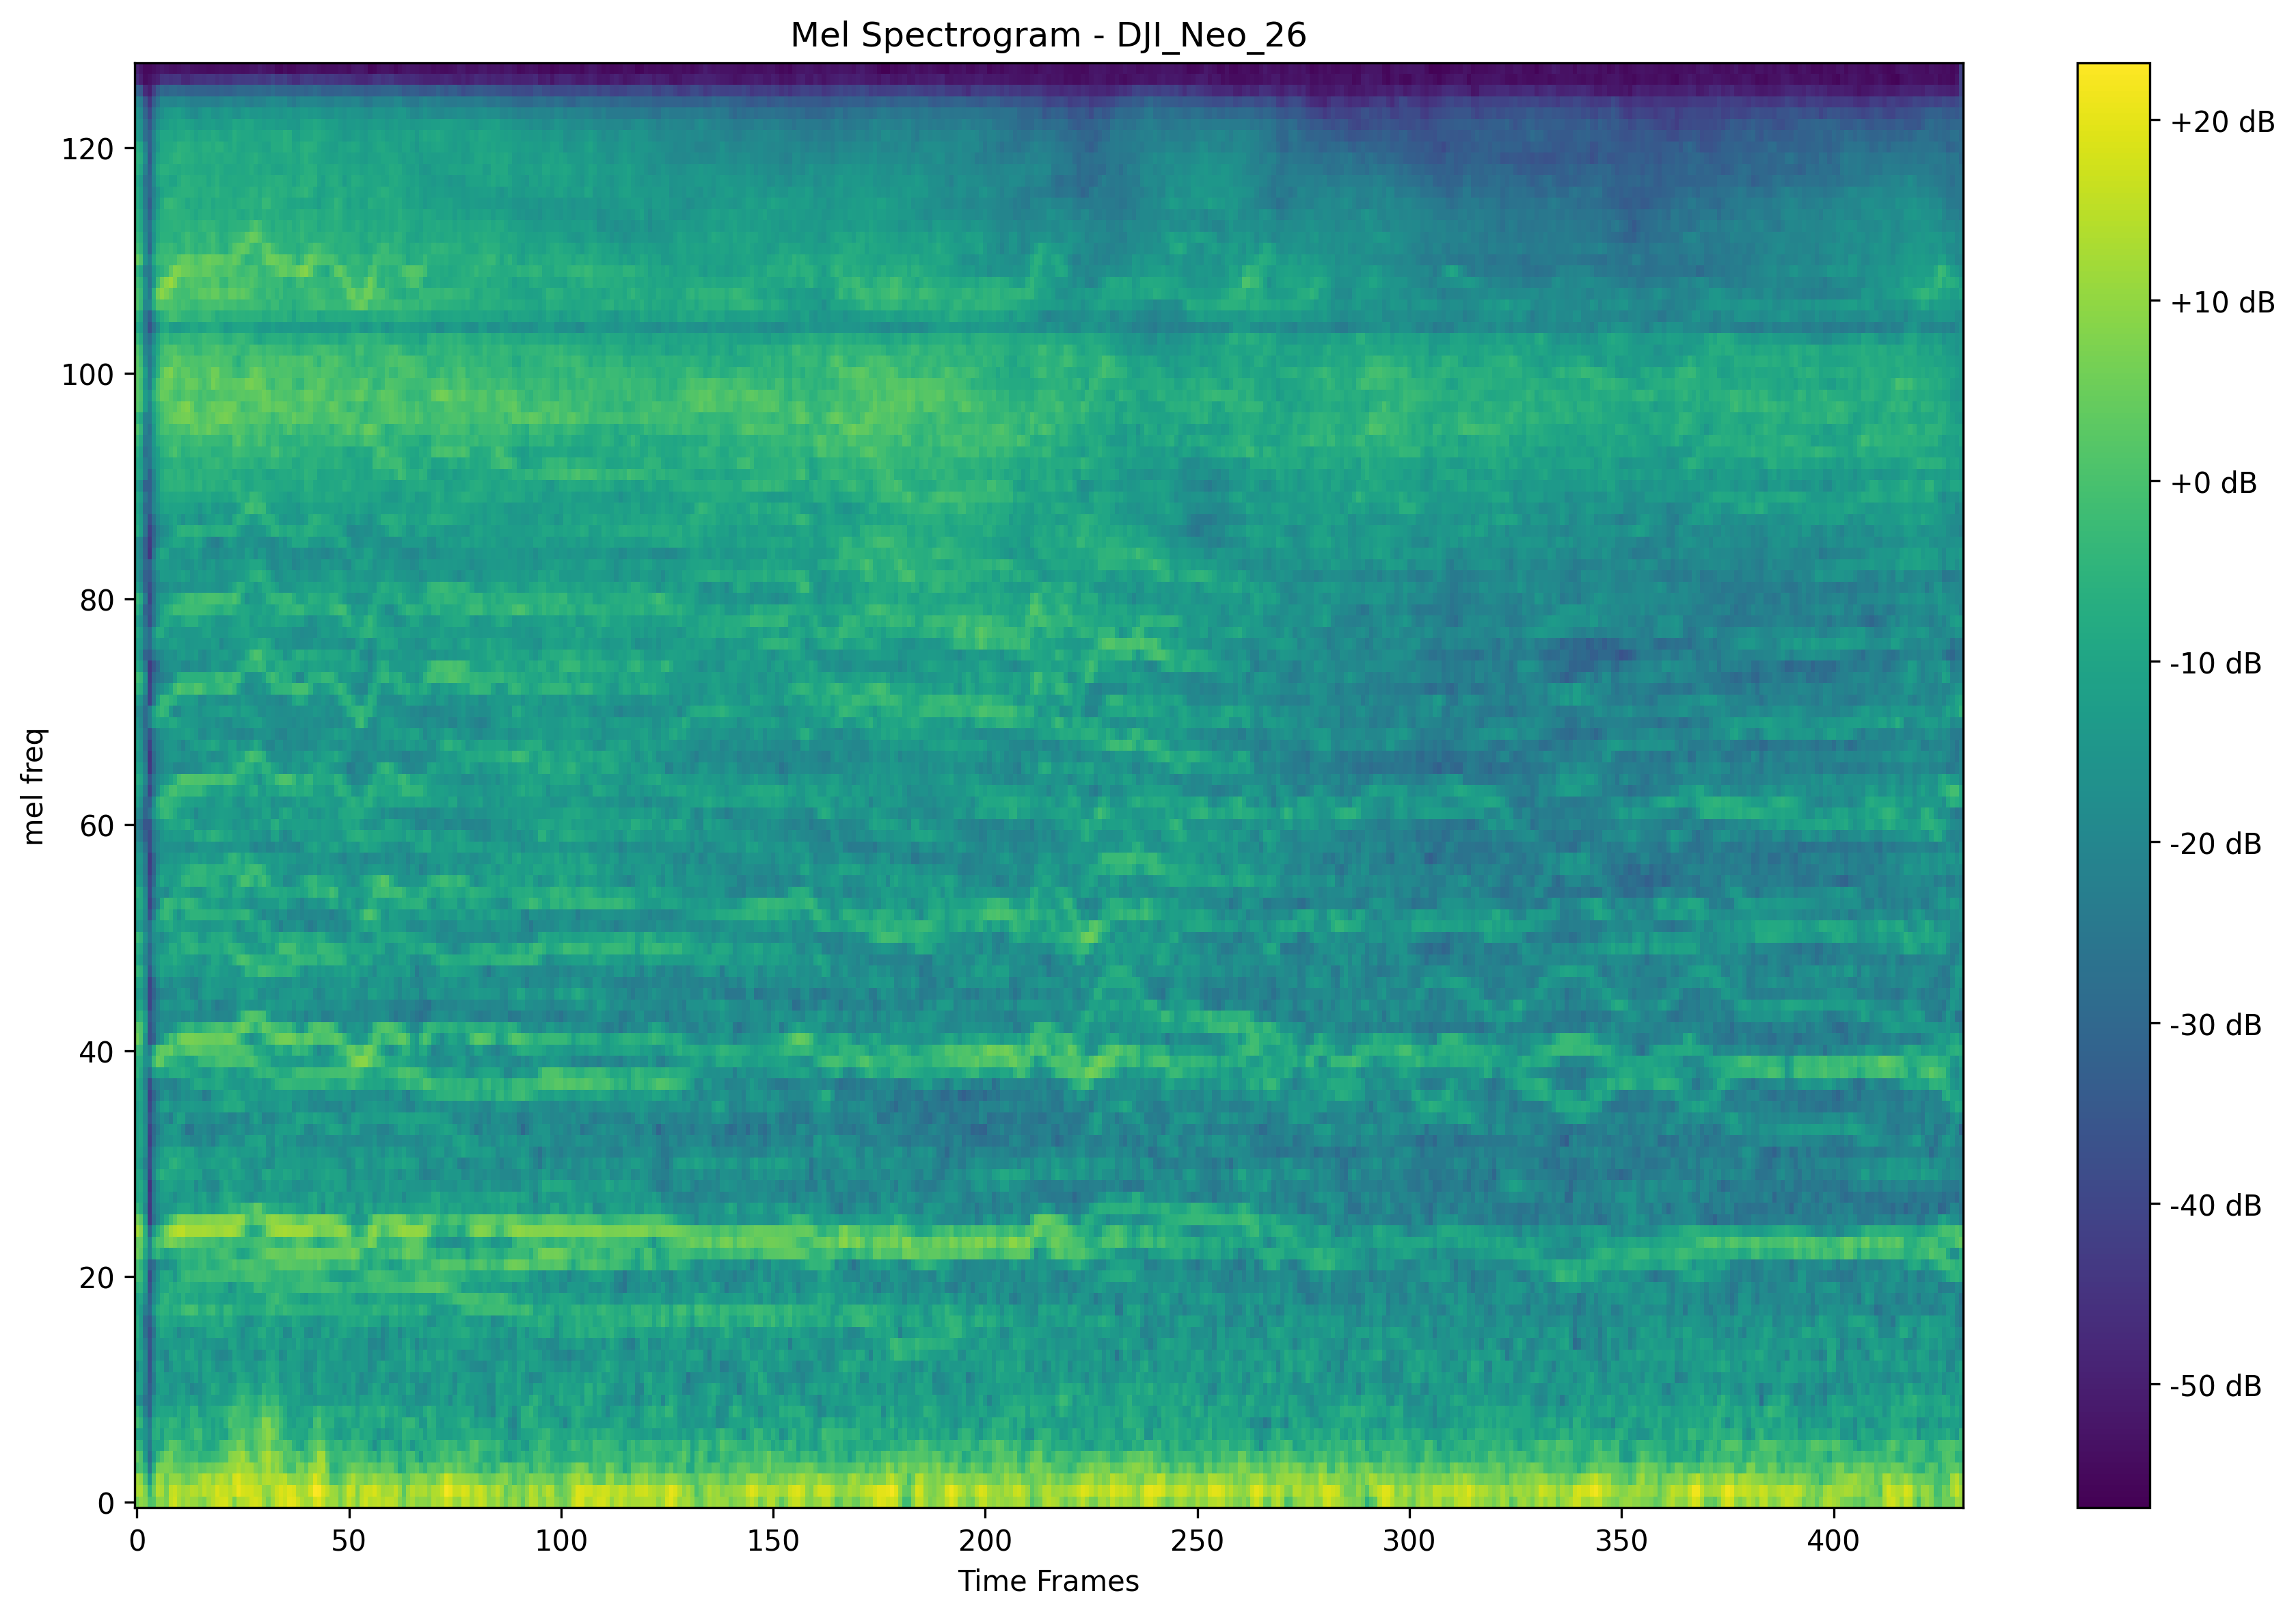 Mel Spectrogram - DJI_Neo_26
mel freq
120
100
80
60
40
20
0
0 50 100 150 200 250 300 350 400
Time Frames
+20 dB
+10 dB
+0 dB
-10 dB
-20 dB
-30 dB
-40 dB
-50 dB